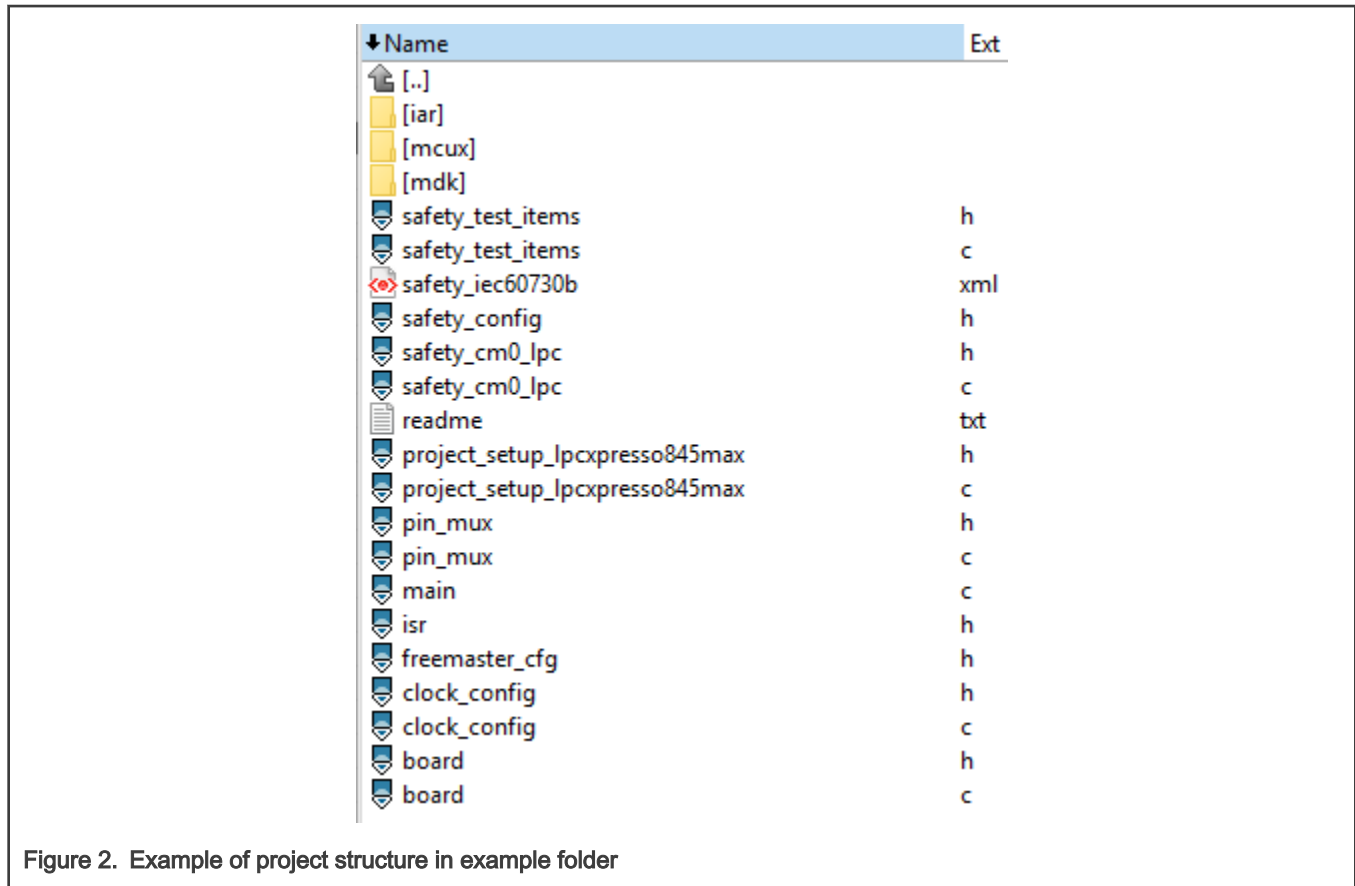 Name Ext
[..]
[iar]
[mcux]
[mdk]
safety_test_items h
safety_test_items c
safety_iec60730b xml
safety_config h
safety_cm0_lpc h
safety_cm0_lpc c
readme txt
project_setup_lpcxpresso845max h
project_setup_lpcxpresso845max c
pin_mux h
pin_mux c
main c
isr h
freemaster_cfg h
clock_config h
clock_config c
board h
board c
Figure 2. Example of project structure in example folder